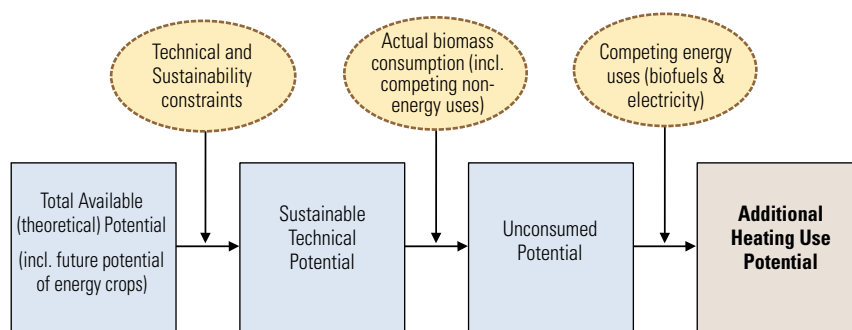 Technical and
Sustainability
constraints
Actual biomass
consumption (incl.
competing non-
energy uses)
Competing energy
uses (biofuels &
electricity)
Total Available
(theoretical) Potential
(incl. future potential
of energy crops)
Sustainable
Technical
Potential
Unconsumed
Potential
Additional
Heating Use
Potential